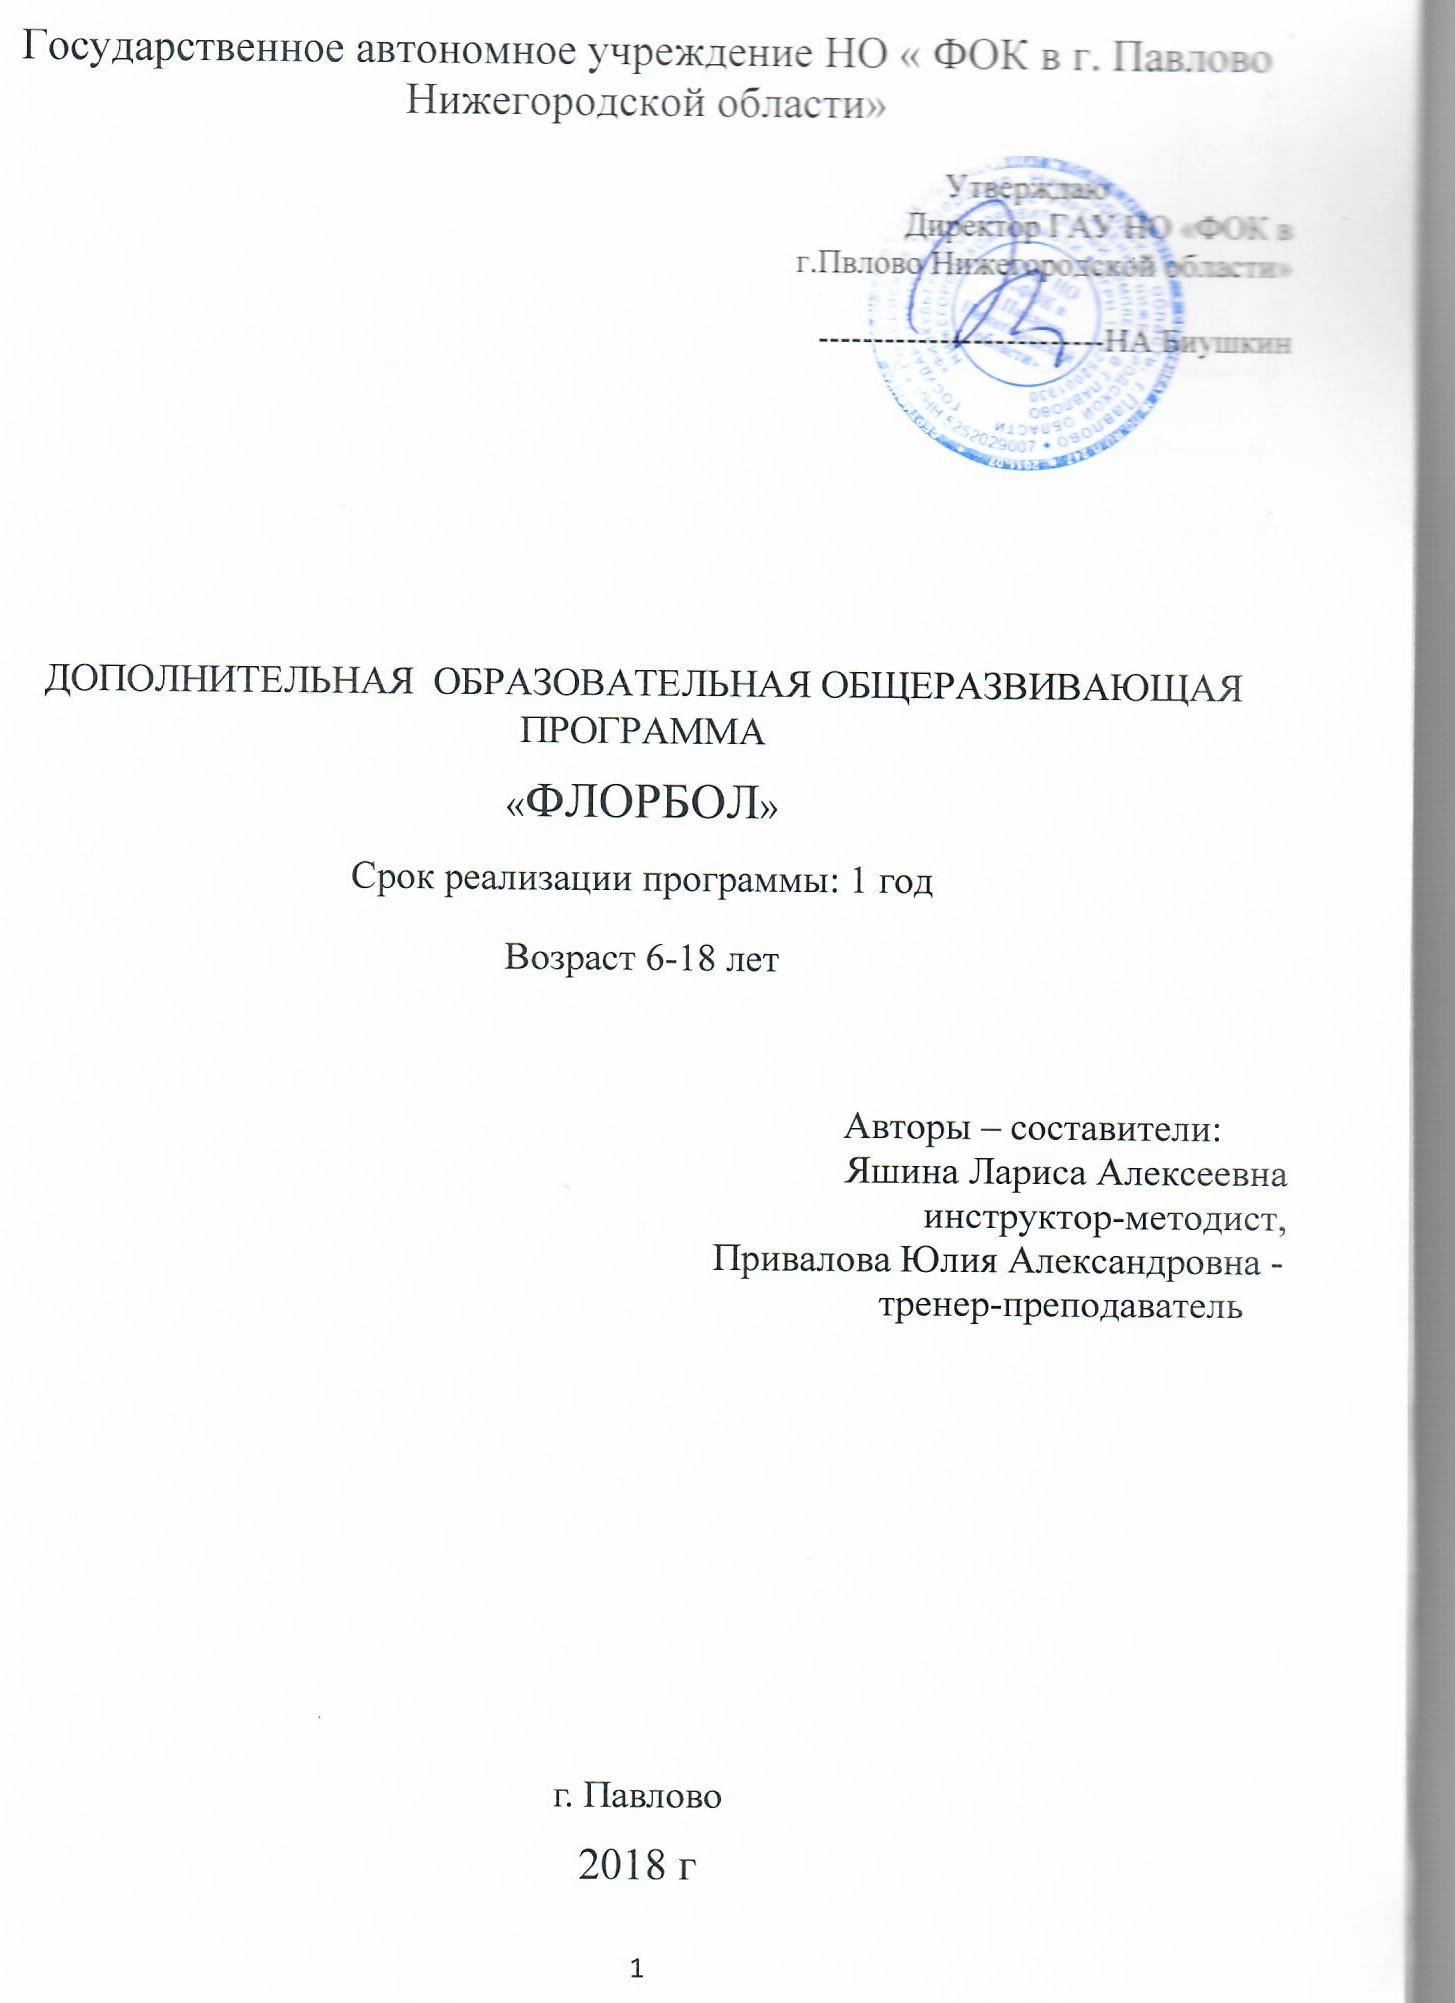 Государственное автономное учреждение НО « ФОК в г. Павлово
Нижегородской области»
Утверждаю
Директор ГАУ НО «ФОК в
г.Пвлово Нижегородской области»
--------------------------НА Биушкин
5252029007
ДОПОЛНИТЕЛЬНАЯ  ОБРАЗОВАТЕЛЬНАЯ ОБЩЕРАЗВИВАЮЩАЯ
ПРОГРАММА
«ФЛОРБОЛ»
Срок реализации программы: 1 год
Возраст 6-18 лет
Авторы – составители:
Яшина Лариса Алексеевна
инструктор-методист,
Привалова Юлия Александровна -
тренер-преподаватель
г. Павлово
2018 г
1